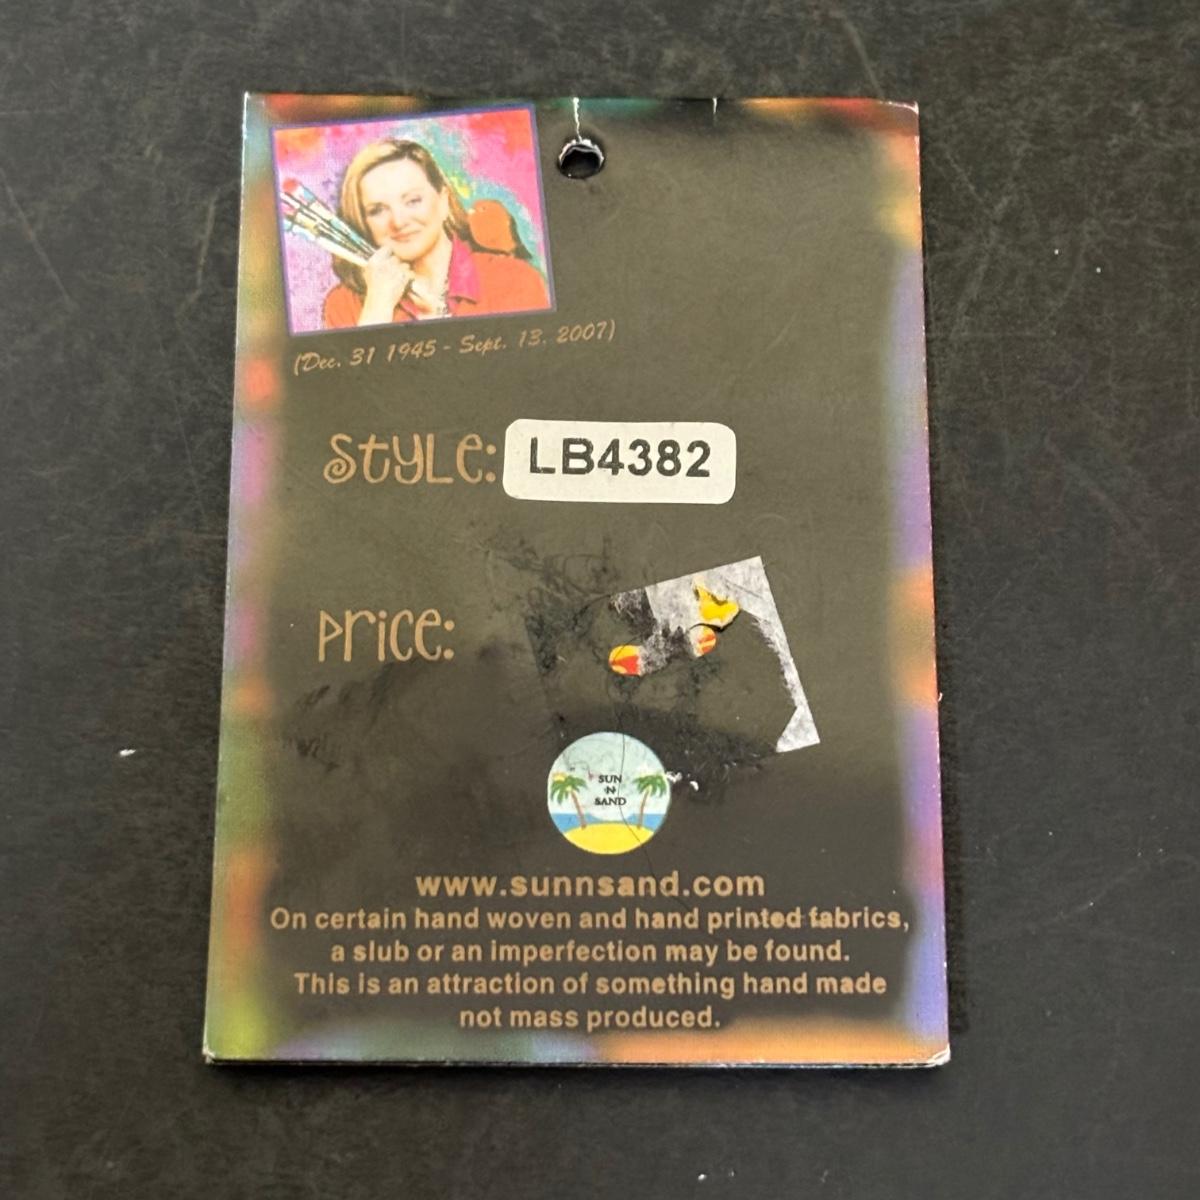 (Dec. 31 1945 - Sept. 13. 2007)
Style: LB4382
Price:
SUN
-N-
SAND
www.sunnsand.com
On certain hand woven and hand printed fabrics,
a slub or an imperfection may be found.
This is an attraction of something hand made
not mass produced.